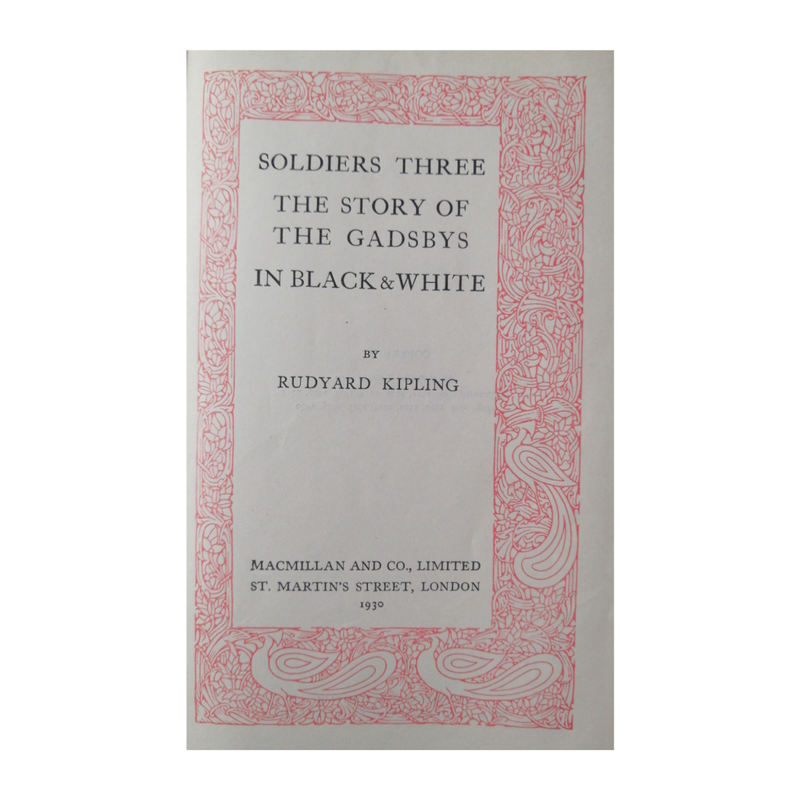 SOLDIERS THREE
THE STORY OF
THE GADSBYS
IN BLACK & WHITE
BY
RUDYARD KIPLING
MACMILLAN AND CO., LIMITED
ST. MARTIN'S STREET, LONDON
1930